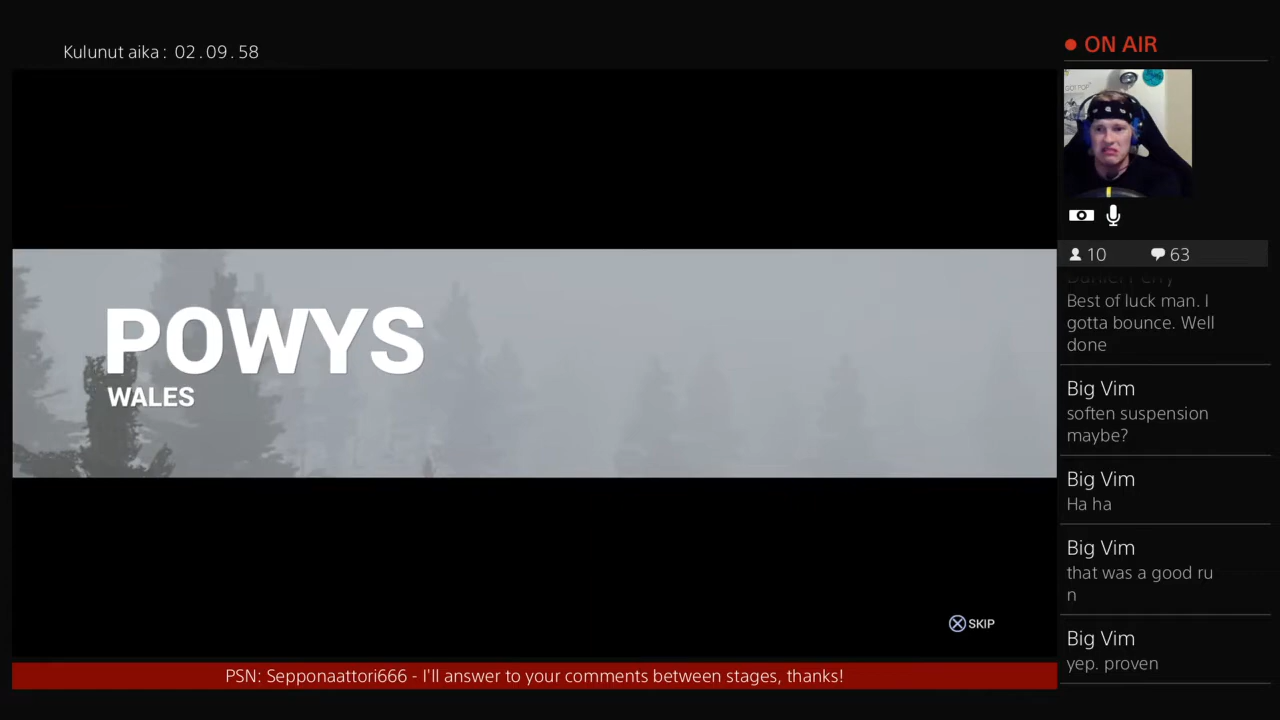 Kulunut aika : 02.09.58
ON AIR
GOT POP
10 63
Best of luck man. I
gotta bounce. Well
done
Big Vim
soften suspension
maybe?
Big Vim
Ha ha
Big Vim
that was a good ru
n
Big Vim
yep. proven
POWYS
WALES
SKIP
PSN: Sepponaattori666 - I'll answer to your comments between stages, thanks!